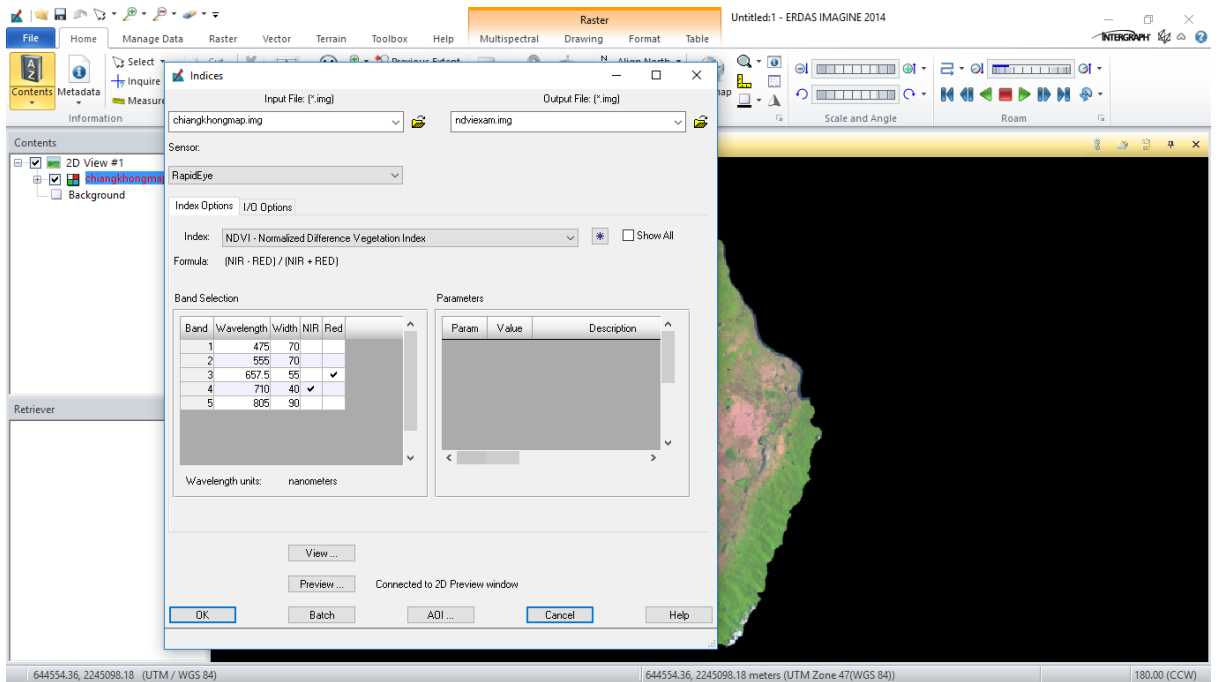 Raster
Untitled:1 - ERDAS IMAGINE 2014
File Home Manage Data Raster Vector Terrain Toolbox Help Multispectral Drawing Format Table
INTERGRAPH
Select
Inquire
Measure
Contents Metadata
Information
Scale and Angle
Roam
Indices
Input File: (*.img)
Output File: (*.img)
chiangkhongmap.img
ndviexam.img
Sensor:
RapidEye
Index Options I/O Options
Index: NDVI - Normalized Difference Vegetation Index
Show All
Formula: (NIR - RED) / (NIR + RED)
Band Selection
Parameters
Band Wavelength Width NIR Red
1 475 70
2 555 70
3 657.5 55
4 710 40
5 805 90
Param Value Description
Wavelength units: nanometers
View ...
Preview ... Connected to 2D Preview window
OK Batch AOI ... Cancel Help
Contents
2D View #1
chiangkhongma
Background
Retriever
644554.36, 2245098.18 (UTM / WGS 84)
644554.36, 2245098.18 meters (UTM Zone 47(WGS 84))
180.00 (CCW)